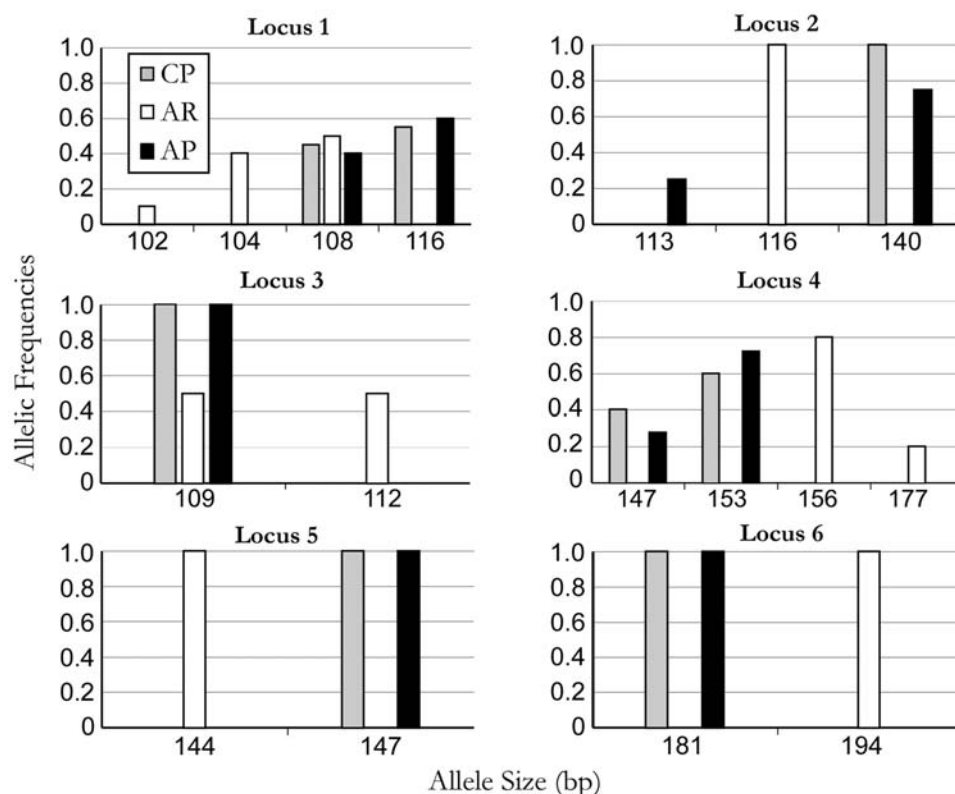 Locus 1
1.0
0.8
0.6
0.4
0.2
0
CP
AR
AP
102 104 108 116
Locus 2
1.0
0.8
0.6
0.4
0.2
0
113 116 140
Allelic Frequencies
Locus 3
1.0
0.8
0.6
0.4
0.2
0
109 112
Locus 4
1.0
0.8
0.6
0.4
0.2
0
147 153 156 177
Locus 5
1.0
0.8
0.6
0.4
0.2
0
144 147
Locus 6
1.0
0.8
0.6
0.4
0.2
0
181 194
Allele Size (bp)